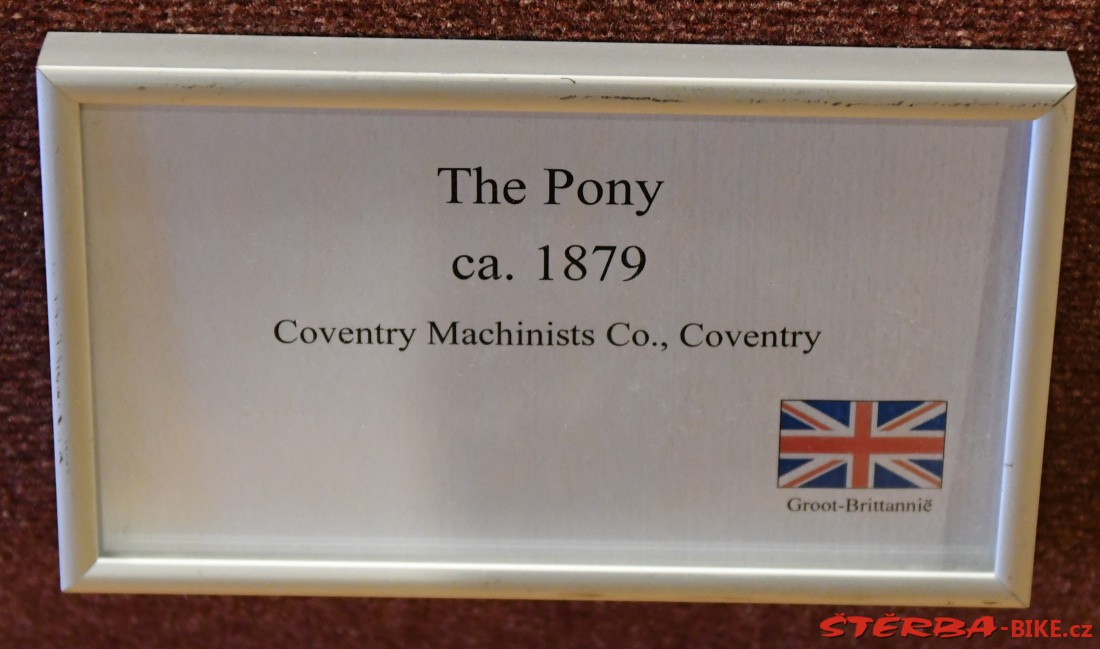 The Pony
ca. 1879
Coventry Machinists Co., Coventry
Groot-Brittannië
ŠTĚRBA-BIKE.cz